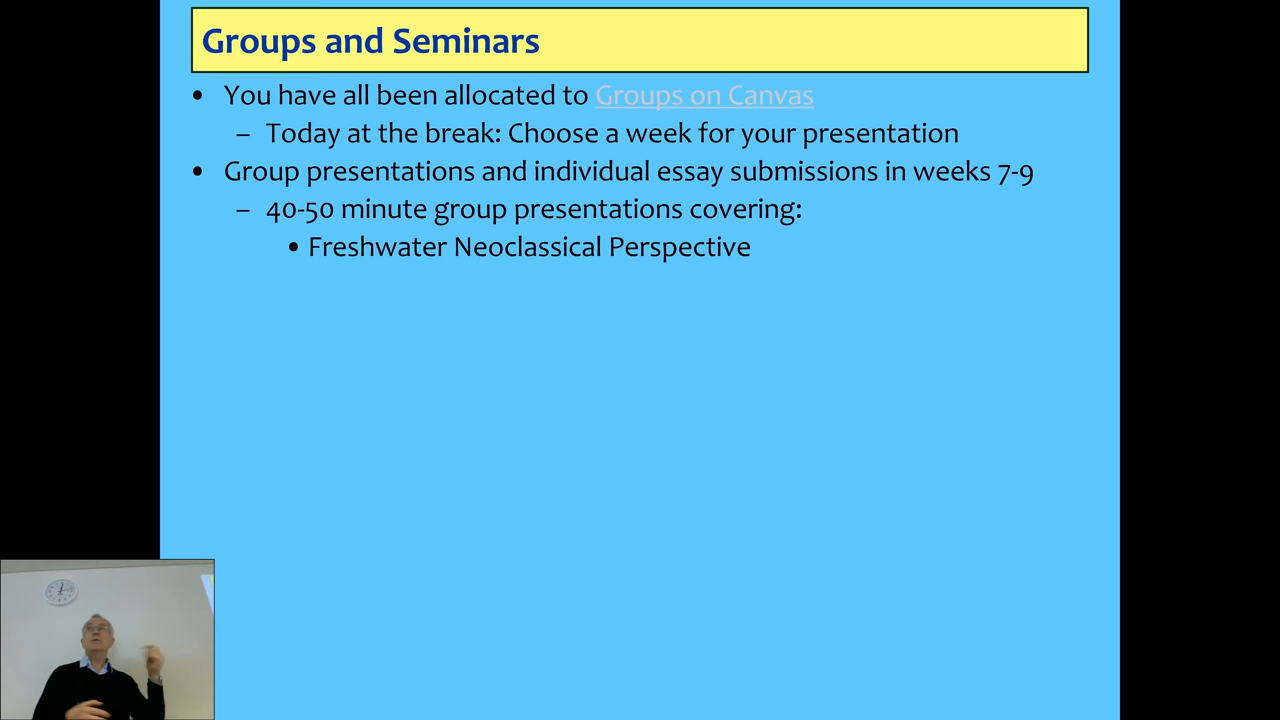 Groups and Seminars
• You have all been allocated to Groups on Canvas
– Today at the break: Choose a week for your presentation
• Group presentations and individual essay submissions in weeks 7-9
– 40-50 minute group presentations covering:
• Freshwater Neoclassical Perspective